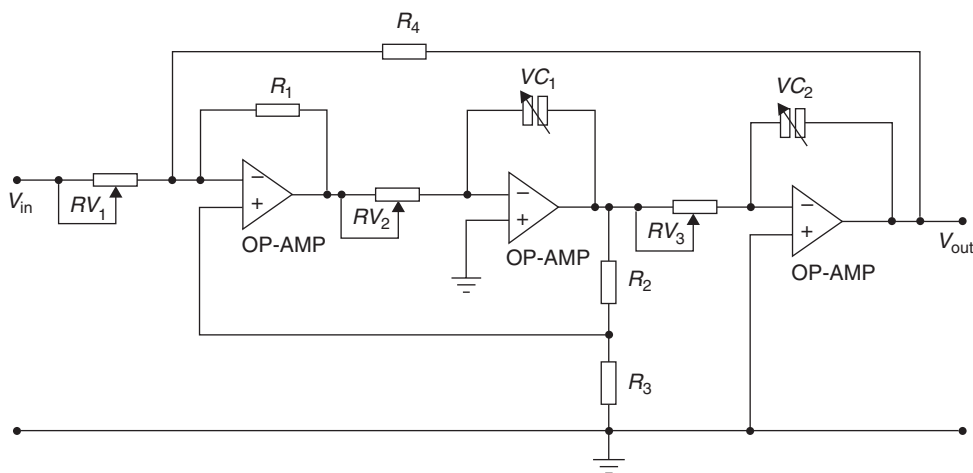 R4
R1
VC1
VC2
Vin
RV1
−
+
OP-AMP
RV2
−
+
OP-AMP
RV3
−
+
OP-AMP
Vout
R2
R3